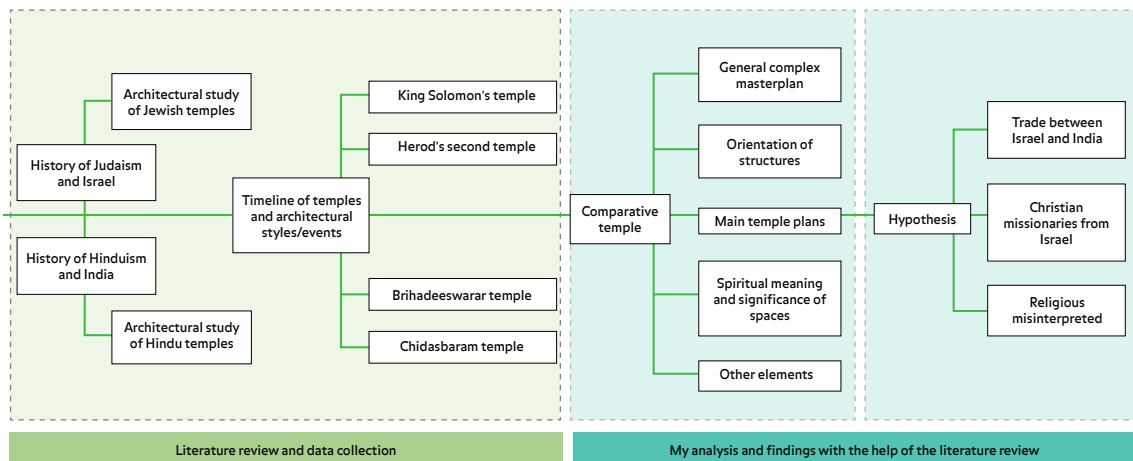 Architectural study
of Jewish temples
History of Judaism
and Israel
History of Hinduism
and India
Architectural study
of Hindu temples
Timeline of temples
and architectural
styles/events
King Solomon's temple
Herod's second temple
Brihadeeswarar temple
Chidasbaram temple
Comparative
temple
General complex
masterplan
Orientation of
structures
Main temple plans
Spiritual meaning
and significance of
spaces
Other elements
Hypothesis
Trade between
Israel and India
Christian
missionaries from
Israel
Religious
misinterpreted
Literature review and data collection
My analysis and findings with the help of the literature review